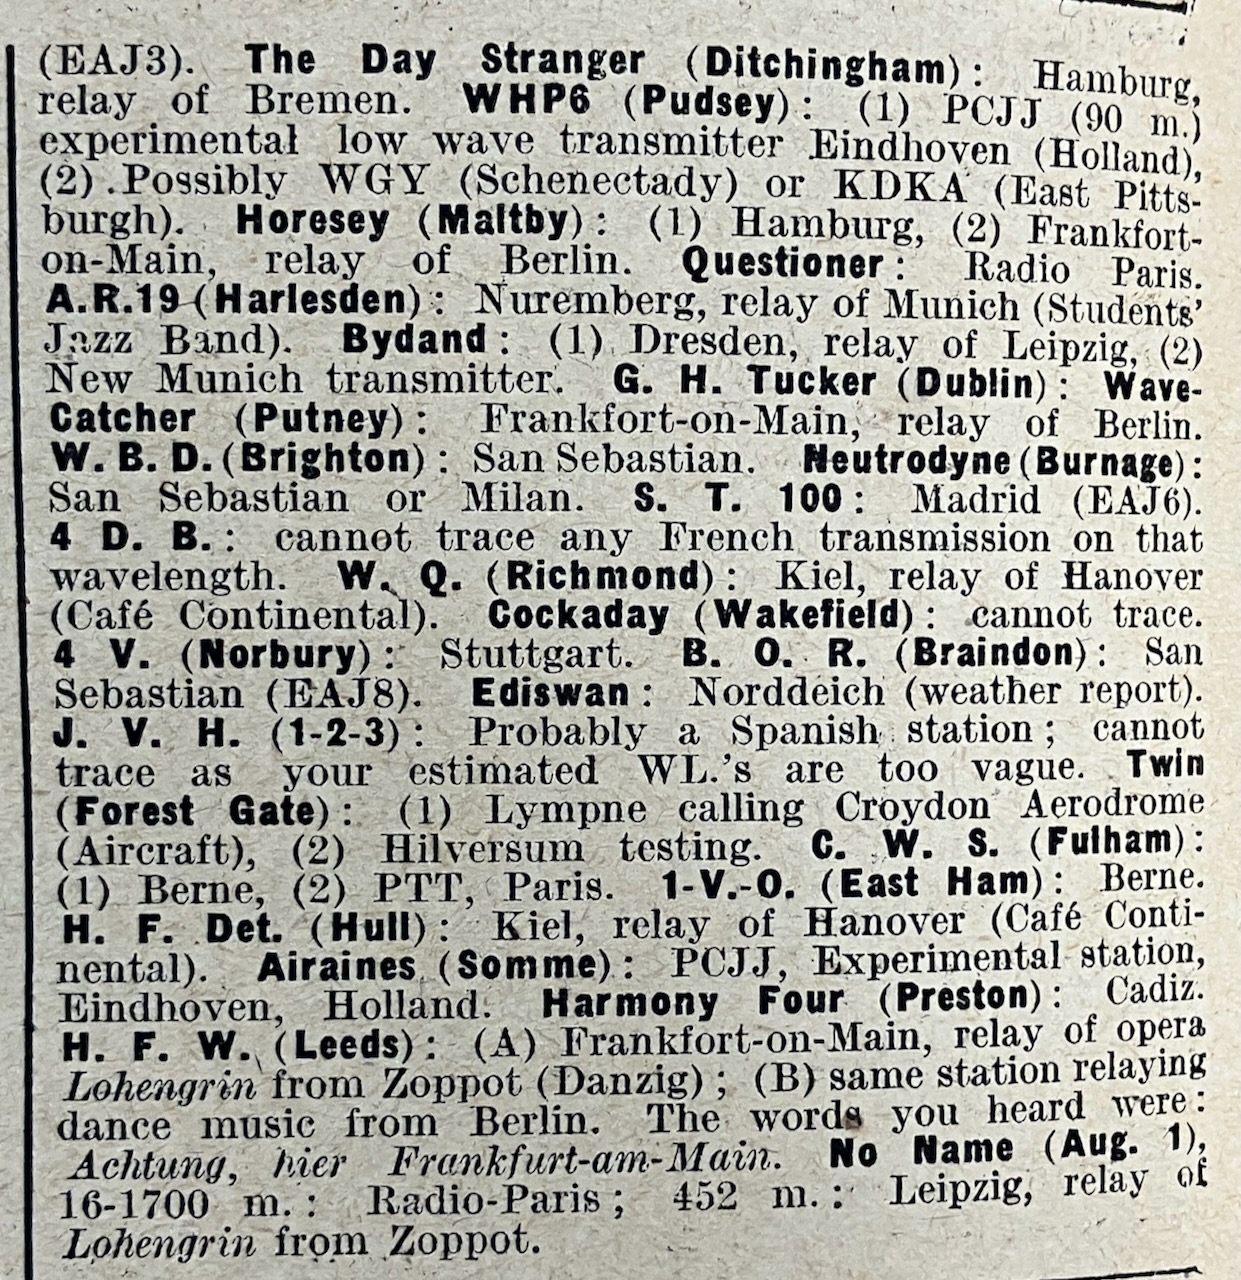 (EAJ3). The Day Stranger (Ditchingham): Hamburg,
relay of Bremen. WHP6 (Pudsey): (1) PCJJ (90 m.)
experimental low wave transmitter Eindhoven (Holland),
(2) Possibly WGY (Schenectady) or KDKA (East Pitts-
burgh). Horesey (Maltby): (1) Hamburg, (2) Frankfort-
on-Main, relay of Berlin. Questioner: Radio Paris.
A.R.19 (Harlesden): Nuremberg, relay of Munich (Students'
Jazz Band). Bydand: (1) Dresden, relay of Leipzig, (2)
New Munich transmitter. G. H. Tucker (Dublin): Wave-
Catcher (Putney): Frankfort-on-Main, relay of Berlin.
W. B. D. (Brighton): San Sebastian. Neutrodyne (Burnage):
San Sebastian or Milan. S. T. 100: Madrid (EAJ6).
4 D. B.: cannot trace any French transmission on that
wavelength. W. Q. (Richmond): Kiel, relay of Hanover
(Café Continental). Cockaday (Wakefield): cannot trace.
4 V. (Norbury): Stuttgart. B. O. R. (Braindon): San
Sebastian (EAJ8). Ediswan: Norddeich (weather report).
J. V. H. (1-2-3): Probably a Spanish station; cannot
trace as your estimated WL.'s are too vague. Twin
(Forest Gate): (1) Lympne calling Croydon Aerodrome
(Aircraft), (2) Hilversum testing. C. W. S. (Fulham):
(1) Berne, (2) PTT, Paris. 1-V.-O. (East Ham): Berne.
H. F. Det. (Hull): Kiel, relay of Hanover (Café Conti-
nental). Airaines (Somme): PCJJ, Experimental station,
Eindhoven, Holland. Harmony Four (Preston): Cadiz.
H. F. W. (Leeds): (A) Frankfort-on-Main, relay of opera
Lohengrin from Zoppot (Danzig); (B) same station relaying
dance music from Berlin. The words you heard were:
Achtung, hier Frankfurt-am-Main. No Name (Aug. 1),
16-1700 m.: Radio-Paris; 452 m.: Leipzig, relay of
Lohengrin from Zoppot.